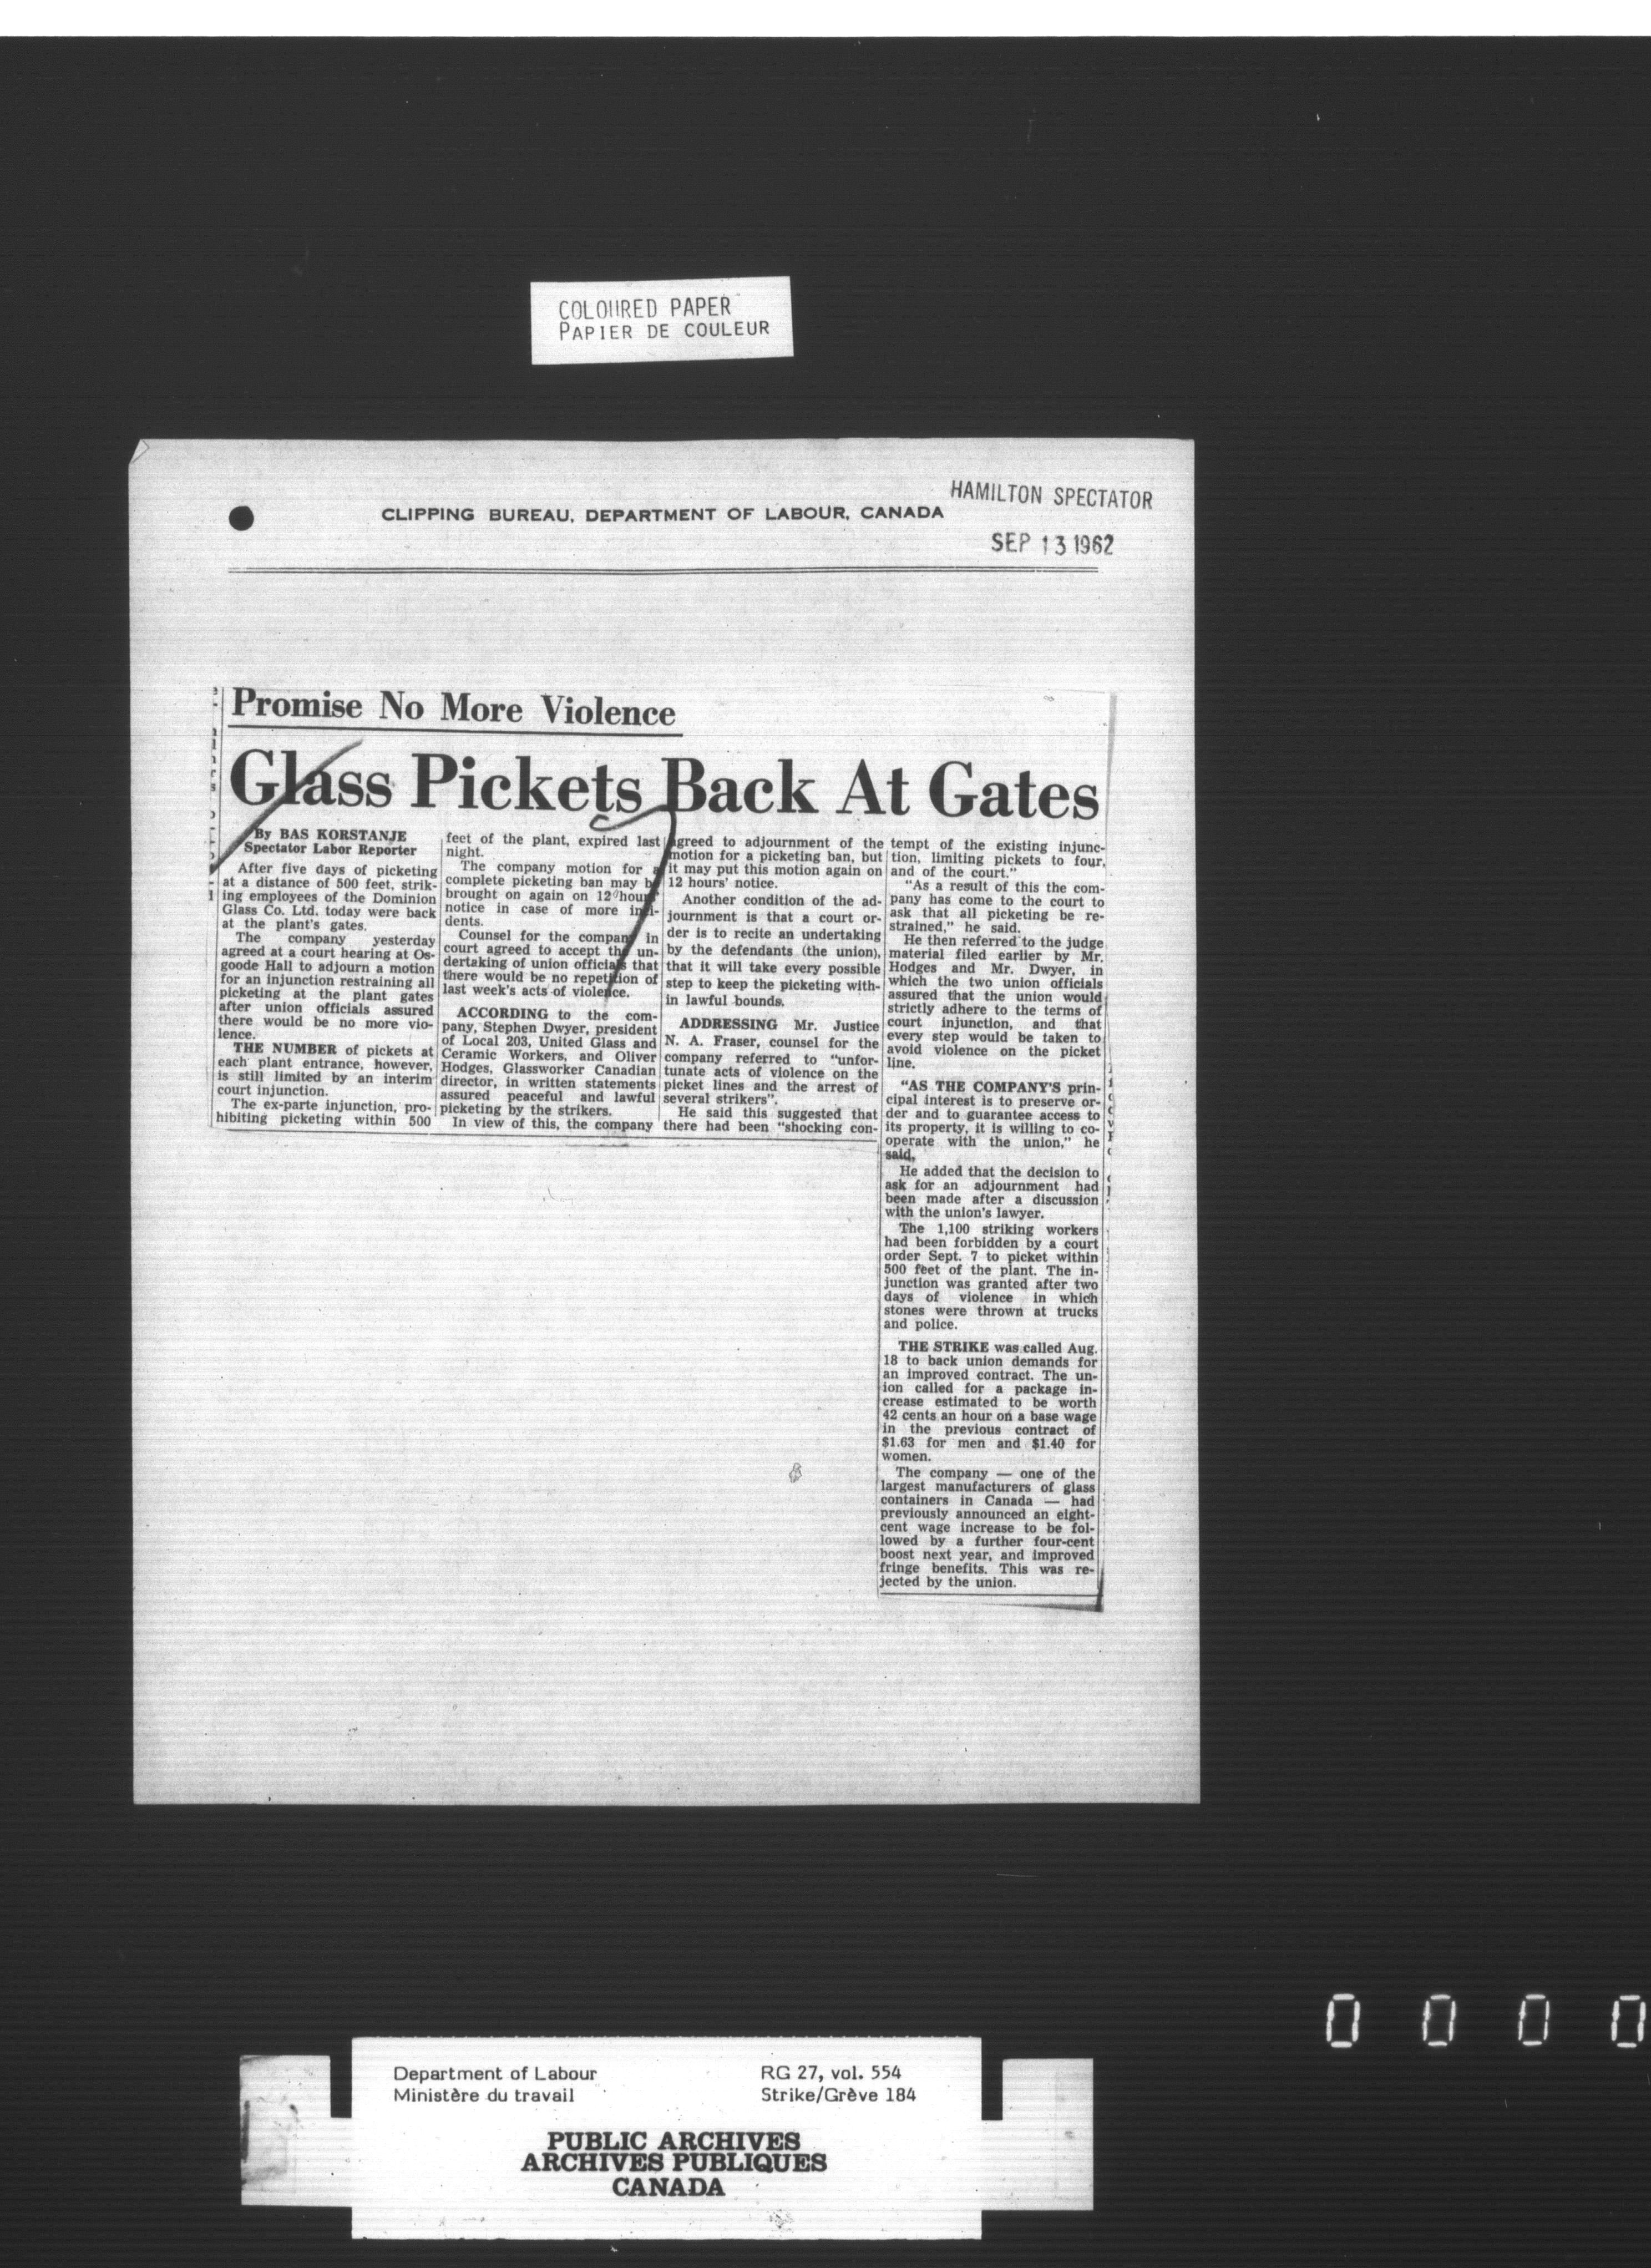 COLOURED PAPER
PAPIER DE COULEUR
HAMILTON SPECTATOR
CLIPPING BUREAU, DEPARTMENT OF LABOUR, CANADA
SEP 13 1962
Promise No More Violence
Glass Pickets Back At Gates
By BAS KORSTANJE
Spectator Labor Reporter
After five days of picketing
at a distance of 500 feet, strik-
ing employees of the Dominion
Glass Co. Ltd. today were back
at the plant's gates.
The company yesterday
agreed at a court hearing at Os-
goode Hall to adjourn a motion
for an injunction restraining all
picketing at the plant gates
after union officials assured
there would be no more vio-
lence.
THE NUMBER of pickets at
each plant entrance, however,
is still limited by an interim
court injunction.
The ex-parte injunction, pro-
hibiting picketing within 500
feet of the plant, expired last
night.
The company motion for a
complete picketing ban may be
brought on again on 12 hours'
notice in case of more inci-
dents.
Counsel for the company in
court agreed to accept the un-
dertaking of union officials that
there would be no repetition of
last week's acts of violence.
ACCORDING to the com-
pany, Stephen Dwyer, president
of Local 203, United Glass and
Ceramic Workers, and Oliver
Hodges, Glassworker Canadian
director, in written statements
assured peaceful and lawful
picketing by the strikers.
In view of this, the company
agreed to adjournment of the
motion for a picketing ban, but
it may put this motion again on
12 hours' notice.
Another condition of the ad-
journment is that a court or-
der is to recite an undertaking
by the defendants (the union),
that it will take every possible
step to keep the picketing with-
in lawful bounds.
ADDRESSING Mr. Justice
N. A. Fraser, counsel for the
company referred to "unfor-
tunate acts of violence on the
picket lines and the arrest of
several strikers".
He said this suggested that
there had been "shocking con-
tempt of the existing injunc-
tion, limiting pickets to four,
and of the court."
"As a result of this the com-
pany has come to the court to
ask that all picketing be re-
strained," he said.
He then referred to the judge
material filed earlier by Mr.
Hodges and Mr. Dwyer, in
which the two union officials
assured that the union would
strictly adhere to the terms of
court injunction, and that
every step would be taken to
avoid violence on the picket
line.
"AS THE COMPANY'S prin-
cipal interest is to preserve or-
der and to guarantee access to
its property, it is willing to co-
operate with the union," he
said.
He added that the decision to
ask for an adjournment had
been made after a discussion
with the union's lawyer.
The 1,100 striking workers
had been forbidden by a court
order Sept. 7 to picket within
500 feet of the plant. The in-
junction was granted after two
days of violence in which
stones were thrown at trucks
and police.
THE STRIKE was called Aug.
18 to back union demands for
an improved contract. The un-
ion called for a package in-
crease estimated to be worth
42 cents an hour on a base wage
in the previous contract of
$1.63 for men and $1.40 for
women.
The company — one of the
largest manufacturers of glass
containers in Canada — had
previously announced an eight-
cent wage increase to be fol-
lowed by a further four-cent
boost next year, and improved
fringe benefits. This was re-
jected by the union.
0 0 0 0
Department of Labour
Ministère du travail
RG 27, vol. 554
Strike/Grève 184
PUBLIC ARCHIVES
ARCHIVES PUBLIQUES
CANADA